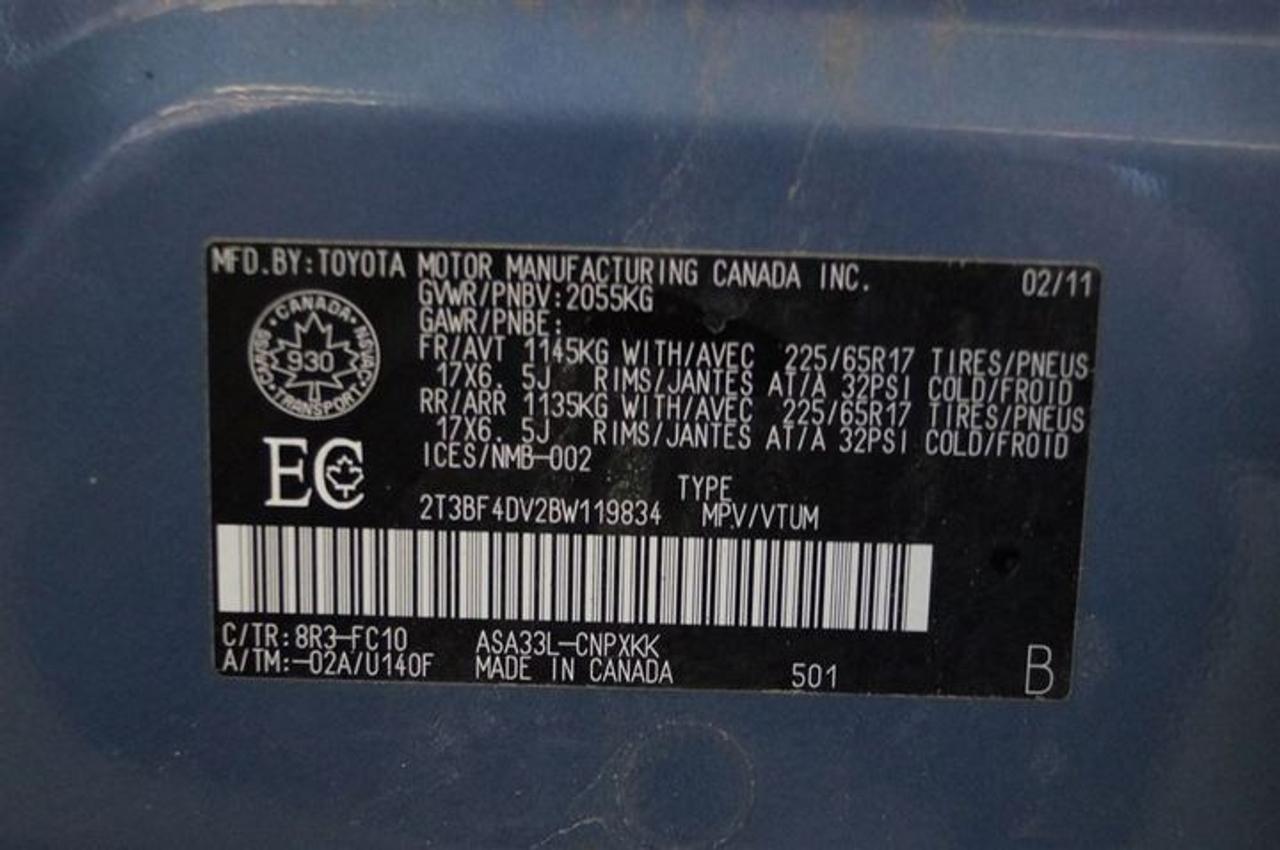 MFD.BY:TOYOTA MOTOR MANUFACTURING CANADA INC. 02/11
GVWR/PNBV:2055KG
GAWR/PNBE:
FR/AVT 1145KG WITH/AVEC 225/65R17 TIRES/PNEUS
17X6. 5J RIMS/JANTES AT/A 32PSI COLD/FROID
RR/ARR 1135KG WITH/AVEC 225/65R17 TIRES/PNEUS
17X6. 5J RIMS/JANTES AT/A 32PSI COLD/FROID
ICES/NMB-002
CANADA
CMVSS 930 NSVAC
TRANSPORT
EC
TYPE
2T3BF4DV2BW119834 MPV/VTUM
C/TR:8R3-FC10 ASA33L-CNPXKK
A/TM:-02A/U140F MADE IN CANADA 501 B